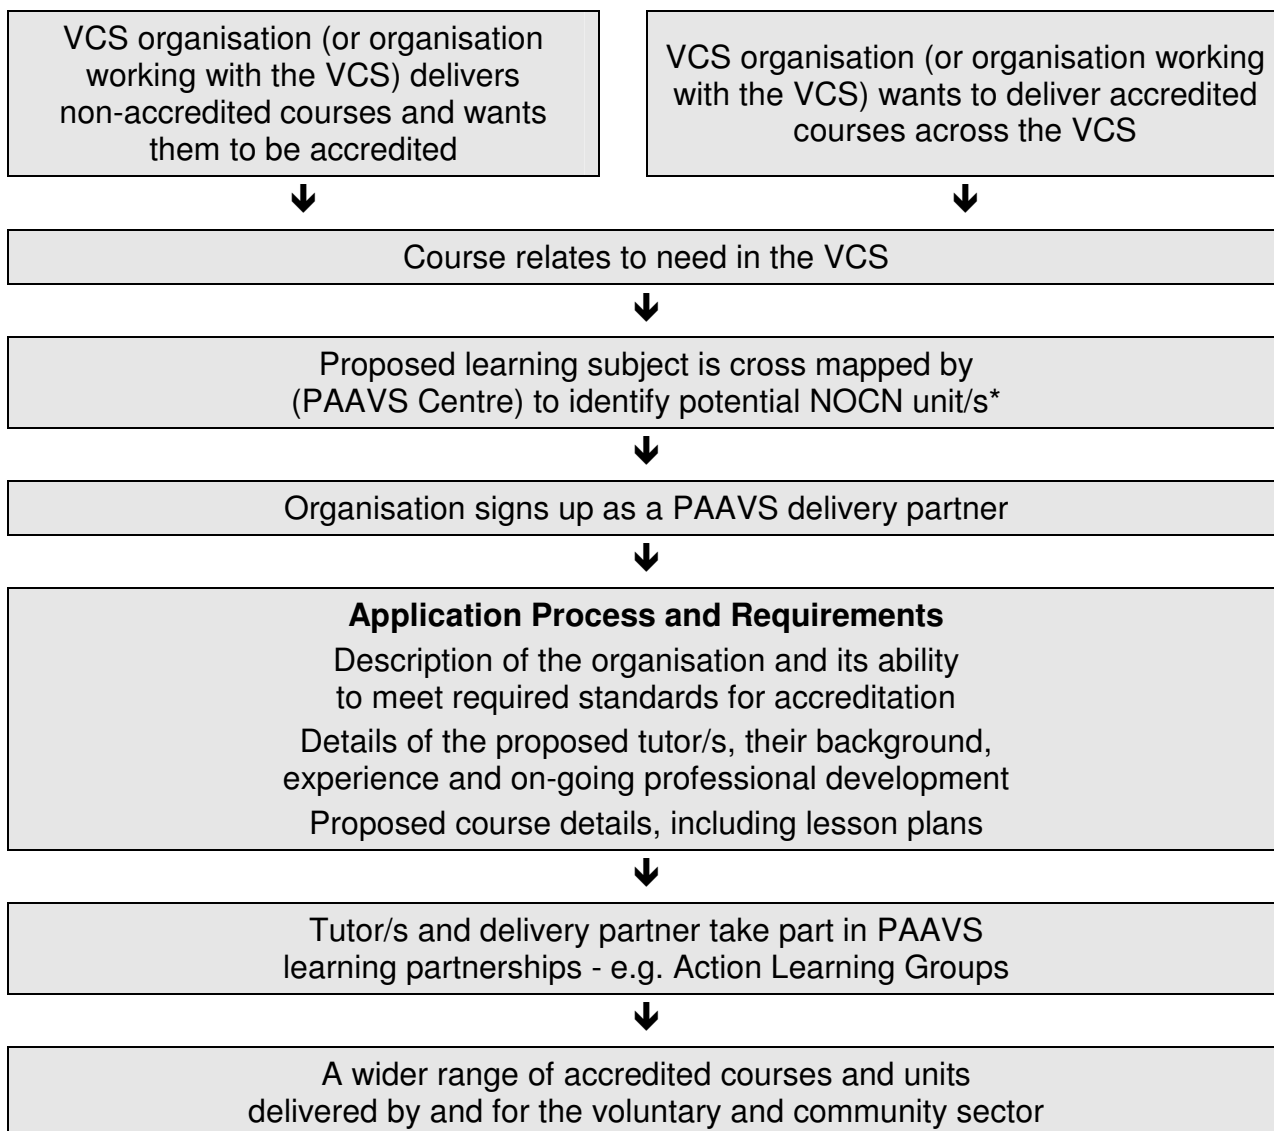 VCS organisation (or organisation
working with the VCS) delivers
non-accredited courses and wants
them to be accredited
VCS organisation (or organisation working
with the VCS) wants to deliver accredited
courses across the VCS
Course relates to need in the VCS
Proposed learning subject is cross mapped by
(PAAVS Centre) to identify potential NOCN unit/s*
Organisation signs up as a PAAVS delivery partner
Application Process and Requirements
Description of the organisation and its ability
to meet required standards for accreditation
Details of the proposed tutor/s, their background,
experience and on-going professional development
Proposed course details, including lesson plans
Tutor/s and delivery partner take part in PAAVS
learning partnerships - e.g. Action Learning Groups
A wider range of accredited courses and units
delivered by and for the voluntary and community sector